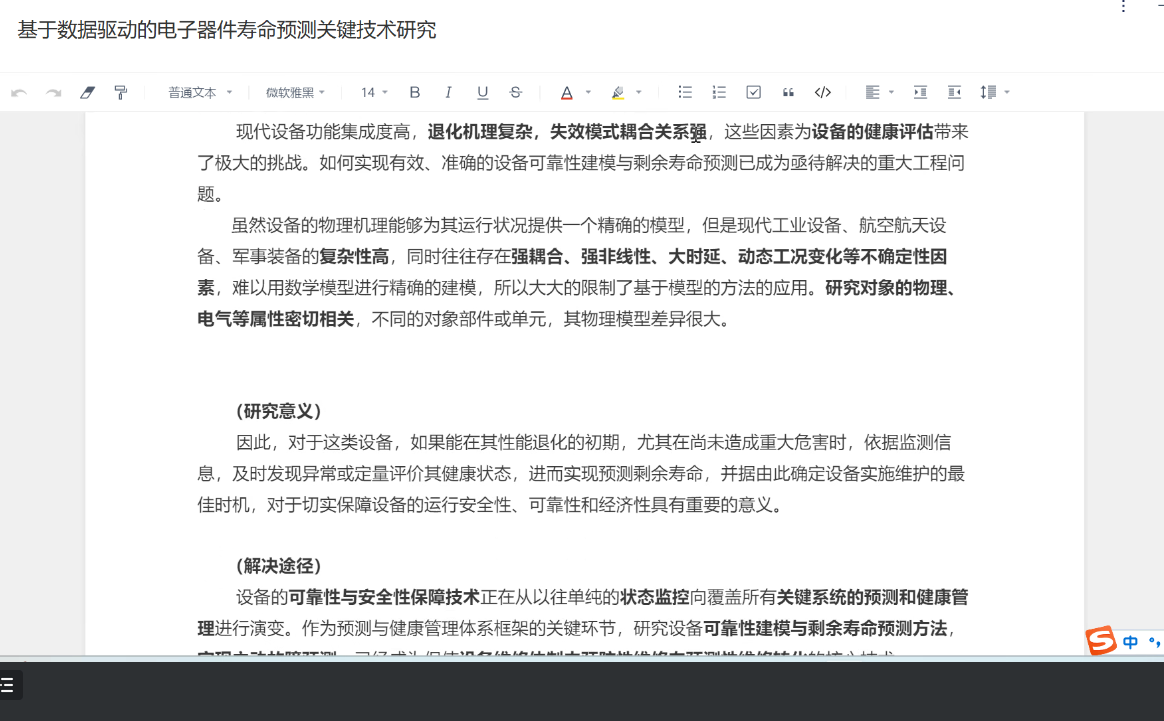 基于数据驱动的电子器件寿命预测关键技术研究
普通文本 微软雅黑 14 B I U S A </>
现代设备功能集成度高，退化机理复杂，失效模式耦合关系强，这些因素为设备的健康评估带来
了极大的挑战。如何实现有效、准确的设备可靠性建模与剩余寿命预测已成为亟待解决的重大工程问
题。
虽然设备的物理机理能够为其运行状况提供一个精确的模型，但是现代工业设备、航空航天设
备、军事装备的复杂性高，同时往往存在强耦合、强非线性、大时延、动态工况变化等不确定性因
素，难以用数学模型进行精确的建模，所以大大的限制了基于模型的方法的应用。研究对象的物理、
电气等属性密切相关，不同的对象部件或单元，其物理模型差异很大。
（研究意义）
因此，对于这类设备，如果能在其性能退化的初期，尤其在尚未造成重大危害时，依据监测信
息，及时发现异常或定量评价其健康状态，进而实现预测剩余寿命，并据由此确定设备实施维护的最
佳时机，对于切实保障设备的运行安全性、可靠性和经济性具有重要的意义。
（解决途径）
设备的可靠性与安全性保障技术正在从以往单纯的状态监控向覆盖所有关键系统的预测和健康管
理进行演变。作为预测与健康管理体系框架的关键环节，研究设备可靠性建模与剩余寿命预测方法，
S 中